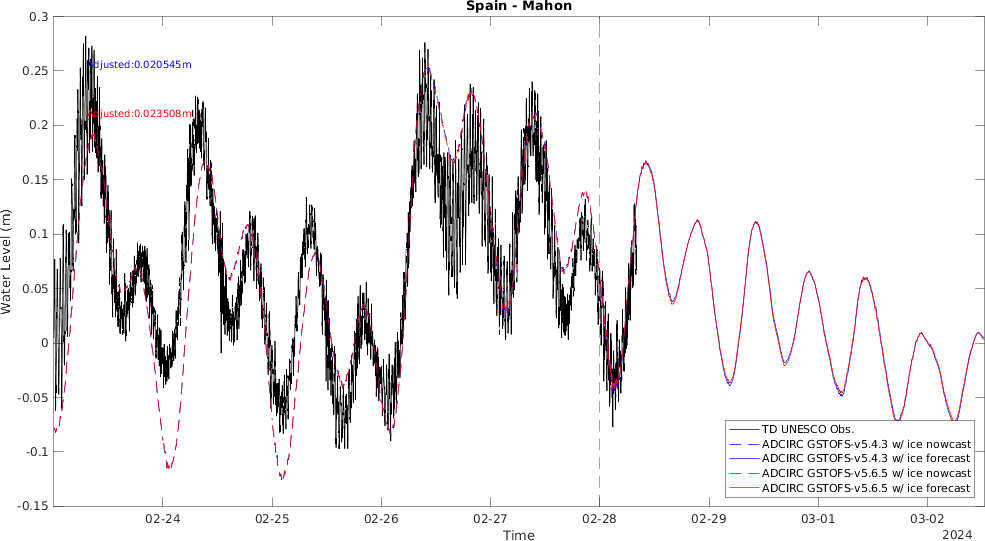 Spain - Mahon
0.3
0.25
0.2
0.15
0.1
0.05
0
-0.05
-0.1
-0.15
Water Level (m)
Adjusted:0.020545m
Adjusted:0.023508m
TD UNESCO Obs.
ADCIRC GSTOFS-v5.4.3 w/ ice nowcast
ADCIRC GSTOFS-v5.4.3 w/ ice forecast
ADCIRC GSTOFS-v5.6.5 w/ ice nowcast
ADCIRC GSTOFS-v5.6.5 w/ ice forecast
02-24 02-25 02-26 02-27 02-28 02-29 03-01 03-02
Time
2024